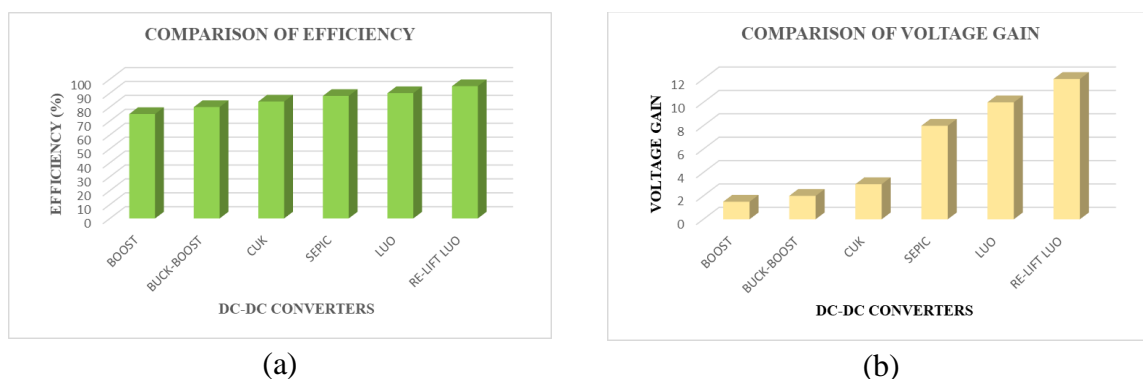 COMPARISON OF EFFICIENCY
EFFICIENCY (%)
100
90
80
70
60
50
40
30
20
10
0
BOOST
BUCK-BOOST
CUK
SEPIC
LUO
RE-LIFT LUO
DC-DC CONVERTERS
(a)
COMPARISON OF VOLTAGE GAIN
VOLTAGE GAIN
12
10
8
6
4
2
0
BOOST
BUCK-BOOST
CUK
SEPIC
LUO
RE-LIFT LUO
DC-DC CONVERTERS
(b)